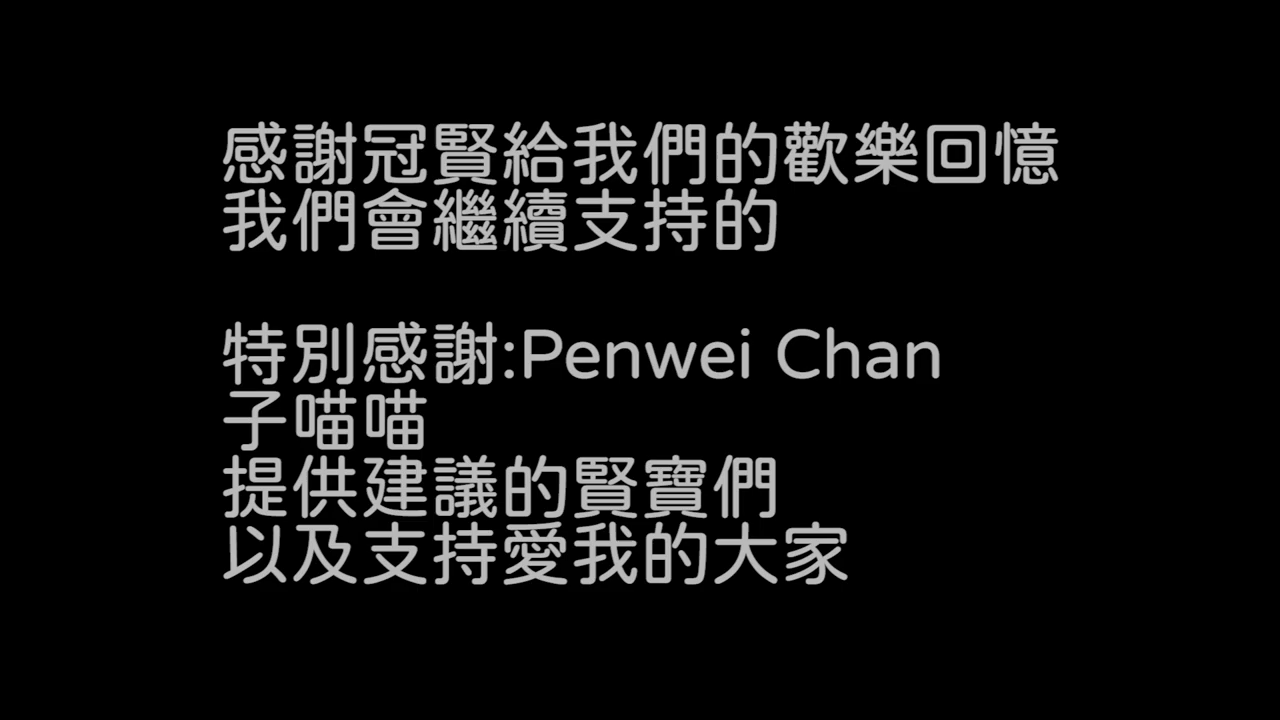 感謝冠賢給我們的歡樂回憶
我們會繼續支持的
特別感謝:Penwei Chan
子喵喵
提供建議的賢寶們
以及支持愛我的大家